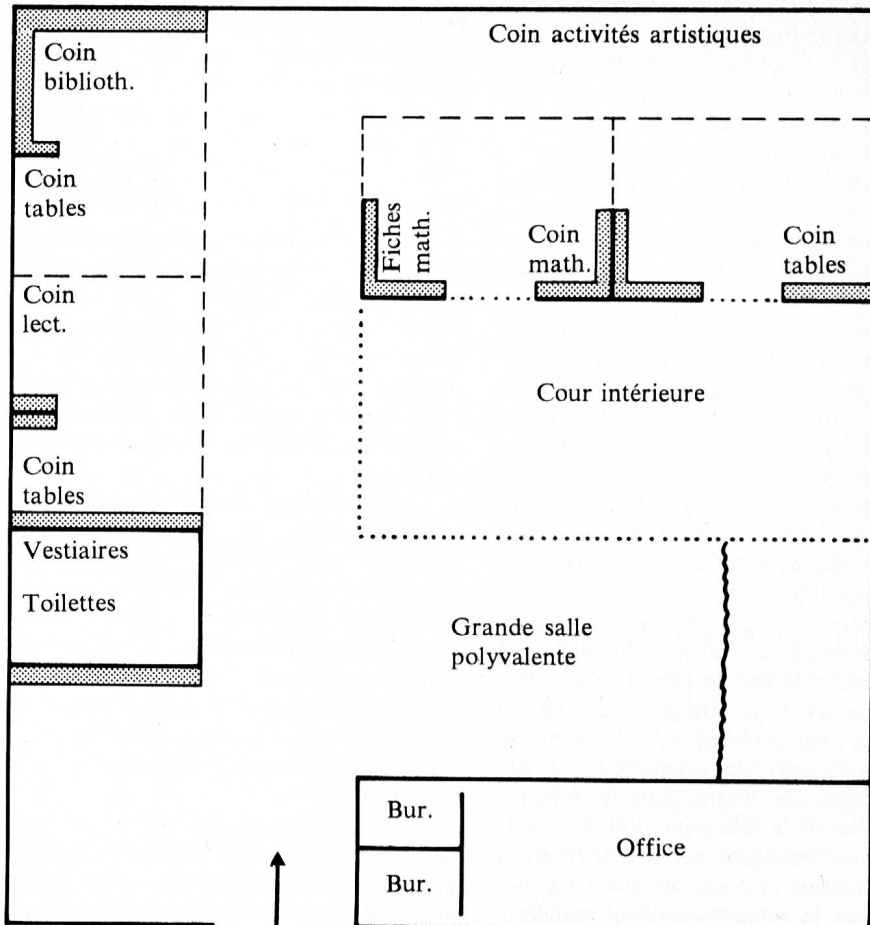 Coin activités artistiques
Coin
biblioth.
Coin
tables
Fiches
math.
Coin
math.
Coin
tables
Coin
lect.
Cour intérieure
Coin
tables
Vestiaires
Toilettes
Grande salle
polyvalente
Bur.
Bur.
Office